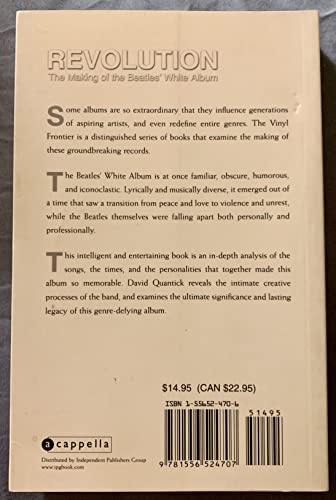 REVOLUTION
The Making of the Beatles' White Album
Some albums are so extraordinary that they influence generations
of aspiring artists, and even redefine entire genres. The Vinyl
Frontier is a distinguished series of books that examine the making of
these groundbreaking records.
The Beatles' White Album is at once familiar, obscure, humorous,
and iconoclastic. Lyrically and musically diverse, it emerged out
of a time that saw a transition from peace and love to violence and unrest,
while the Beatles themselves were falling apart both personally and
professionally.
This intelligent and entertaining book is an in-depth analysis of the
songs, the times, and the personalities that together made this
album so memorable. David Quantick reveals the intimate creative
processes of the band, and examines the ultimate significance and lasting
legacy of this genre-defying album.
$14.95 (CAN $22.95)
ISBN 1-55652-470-6
51495
9 781556 524707
a cappella
Distributed by Independent Publishers Group
www.ipgbook.com